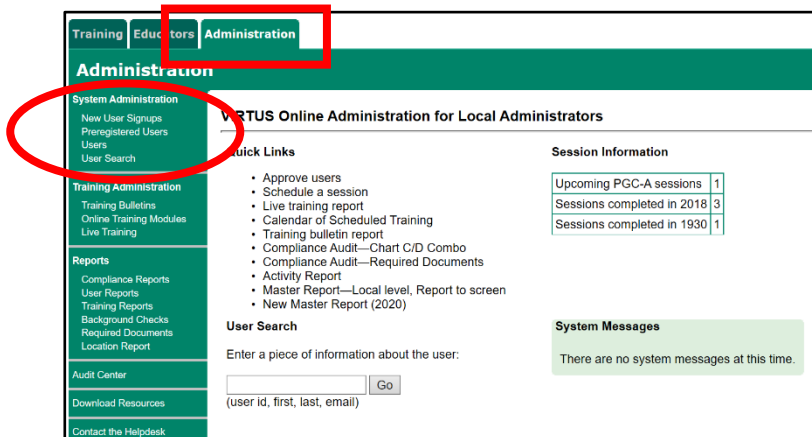 Training Educators Administration
Administration
System Administration
New User Signups
Preregistered Users
Users
User Search
Training Administration
Training Bulletins
Online Training Modules
Live Training
Reports
Compliance Reports
User Reports
Training Reports
Background Checks
Required Documents
Location Report
Audit Center
Download Resources
Contact the Helpdesk
VIRTUS Online Administration for Local Administrators
Quick Links
• Approve users
• Schedule a session
• Live training report
• Calendar of Scheduled Training
• Training bulletin report
• Compliance Audit—Chart C/D Combo
• Compliance Audit—Required Documents
• Activity Report
• Master Report—Local level, Report to screen
• New Master Report (2020)
Session Information
Upcoming PGC-A sessions 1
Sessions completed in 2018 3
Sessions completed in 1930 1
User Search
Enter a piece of information about the user:
Go
(user id, first, last, email)
System Messages
There are no system messages at this time.